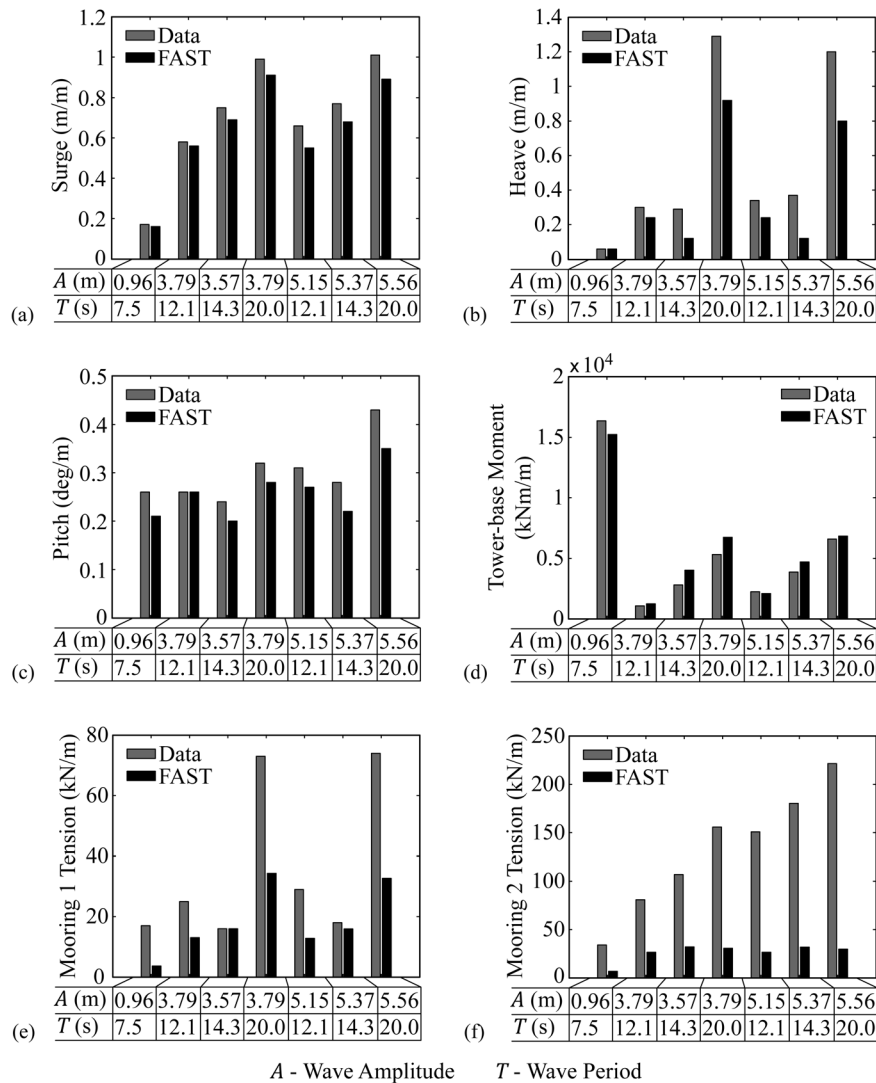 1.4
1.2
1
0.8
0.6
0.4
0.2
0
Surge (m/m)
Data
FAST
A (m) 0.96 3.79 3.57 3.79 5.15 5.37 5.56
T (s) 7.5 12.1 14.3 20.0 12.1 14.3 20.0
(a)
1.4
1.2
1
0.8
0.6
0.4
0.2
0
Heave (m/m)
Data
FAST
A (m) 0.96 3.79 3.57 3.79 5.15 5.37 5.56
T (s) 7.5 12.1 14.3 20.0 12.1 14.3 20.0
(b)
0.5
0.4
0.3
0.2
0.1
0
Pitch (deg/m)
Data
FAST
A (m) 0.96 3.79 3.57 3.79 5.15 5.37 5.56
T (s) 7.5 12.1 14.3 20.0 12.1 14.3 20.0
(c)
× 10⁴
2
1.5
1
0.5
0
Tower-base Moment
(kNm/m)
Data
FAST
A (m) 0.96 3.79 3.57 3.79 5.15 5.37 5.56
T (s) 7.5 12.1 14.3 20.0 12.1 14.3 20.0
(d)
80
60
40
20
0
Mooring 1 Tension (kN/m)
Data
FAST
A (m) 0.96 3.79 3.57 3.79 5.15 5.37 5.56
T (s) 7.5 12.1 14.3 20.0 12.1 14.3 20.0
(e)
250
200
150
100
50
0
Mooring 2 Tension (kN/m)
Data
FAST
A (m) 0.96 3.79 3.57 3.79 5.15 5.37 5.56
T (s) 7.5 12.1 14.3 20.0 12.1 14.3 20.0
(f)
A - Wave Amplitude T - Wave Period